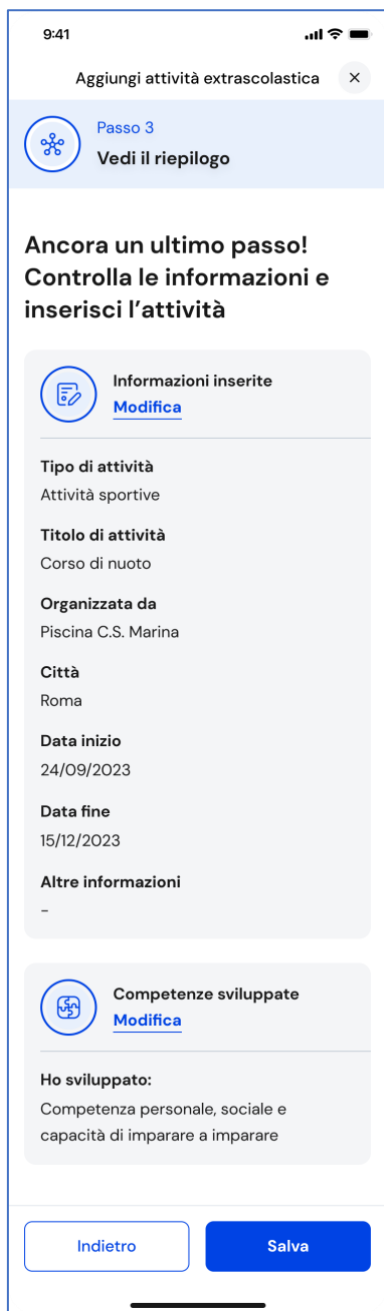 9:41
Aggiungi attività extrascolastica
Passo 3
Vedi il riepilogo
Ancora un ultimo passo!
Controlla le informazioni e
inserisci l’attività
Informazioni inserite
Modifica
Tipo di attività
Attività sportive
Titolo di attività
Corso di nuoto
Organizzata da
Piscina C.S. Marina
Città
Roma
Data inizio
24/09/2023
Data fine
15/12/2023
Altre informazioni
-
Competenze sviluppate
Modifica
Ho sviluppato:
Competenza personale, sociale e
capacità di imparare a imparare
Indietro
Salva